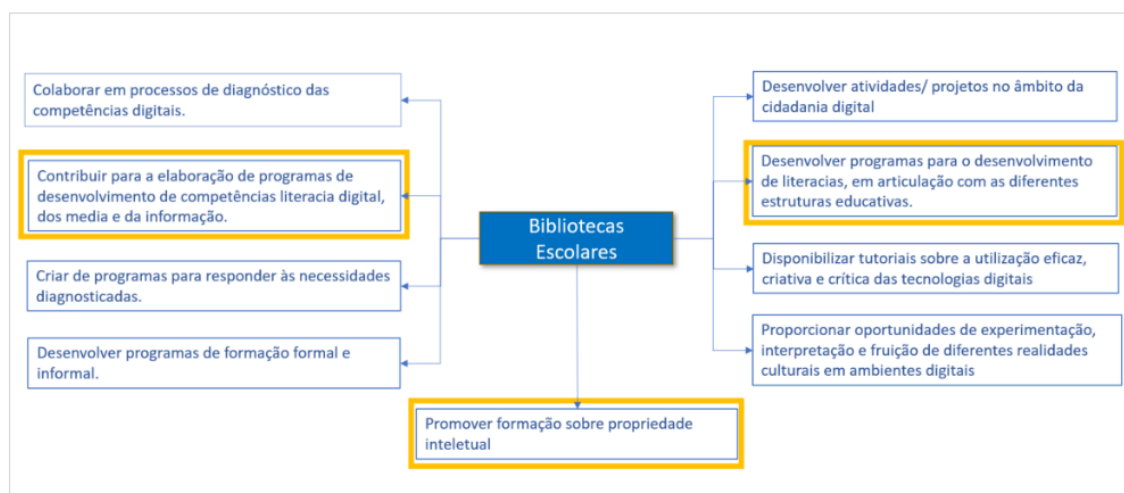 Colaborar em processos de diagnóstico das
competências digitais.
Contribuir para a elaboração de programas de
desenvolvimento de competências literacia digital,
dos media e da informação.
Criar de programas para responder às necessidades
diagnosticadas.
Desenvolver programas de formação formal e
informal.
Bibliotecas
Escolares
Desenvolver atividades/ projetos no âmbito da
cidadania digital
Desenvolver programas para o desenvolvimento
de literacias, em articulação com as diferentes
estruturas educativas.
Disponibilizar tutoriais sobre a utilização eficaz,
criativa e crítica das tecnologias digitais
Proporcionar oportunidades de experimentação,
interpretação e fruição de diferentes realidades
culturais em ambientes digitais
Promover formação sobre propriedade
inteletual